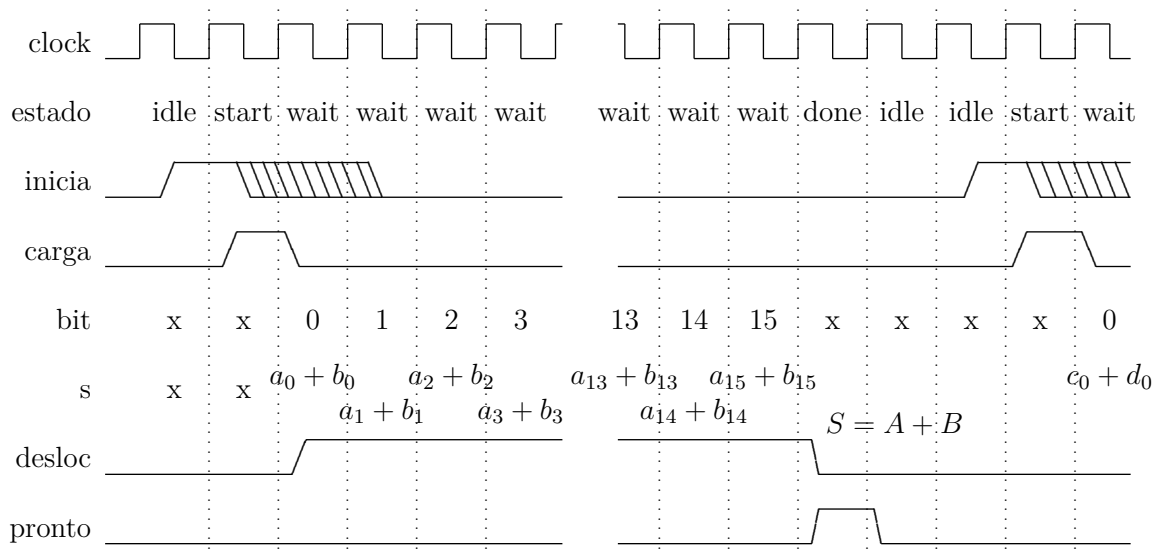 clock
estado idle start wait wait wait wait wait wait wait done idle idle start wait
inicia
carga
bit x x 0 1 2 3 13 14 15 x x x x 0
s x x a₀ + b₀ a₂ + b₂ a₁₃ + b₁₃ a₁₅ + b₁₅ c₀ + d₀
a₁ + b₁ a₃ + b₃ a₁₄ + b₁₄ S = A + B
desloc
pronto